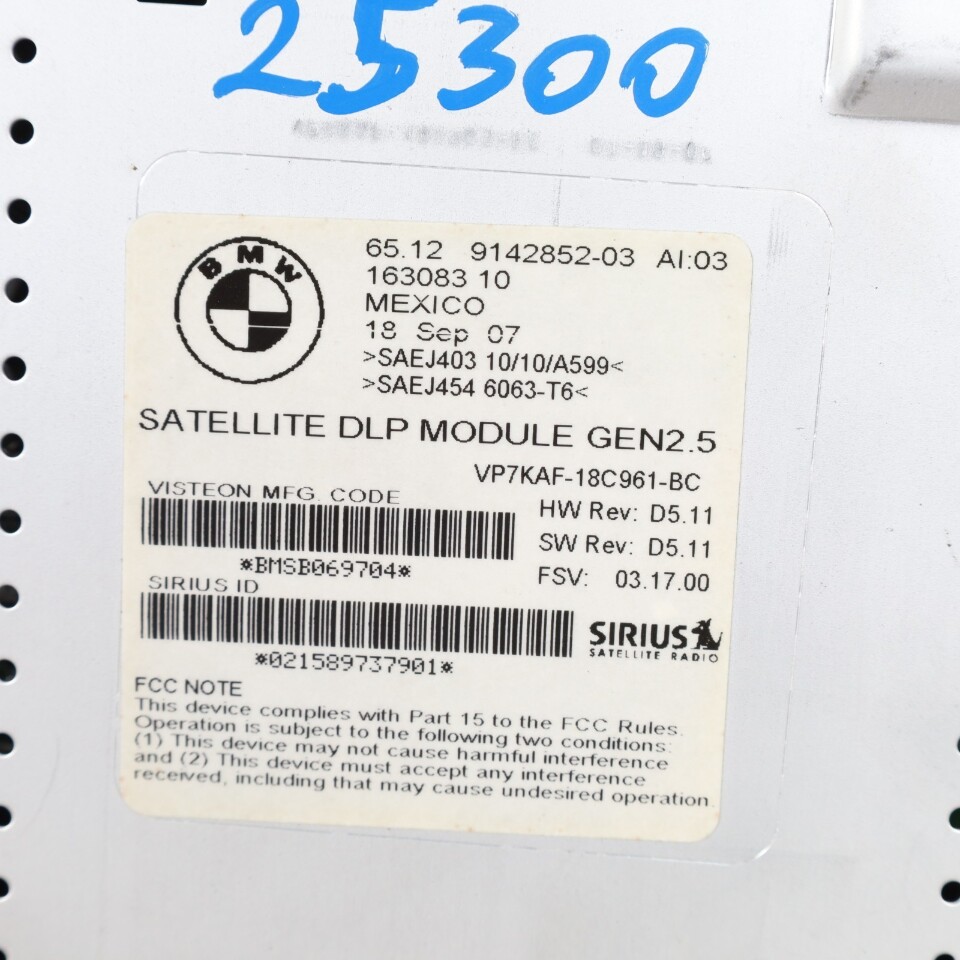 25300
BMW
65.12 9142852-03 AI:03
163083 10
MEXICO
18 Sep 07
>SAEJ403 10/10/A599<
>SAEJ454 6063-T6<
SATELLITE DLP MODULE GEN2.5
VP7KAF-18C961-BC
VISTEON MFG. CODE
HW Rev: D5.11
*BMSB069704*
SW Rev: D5.11
SIRIUS ID
FSV: 03.17.00
SIRIUS
SATELLITE RADIO
*021589737901*
FCC NOTE
This device complies with Part 15 to the FCC Rules.
Operation is subject to the following two conditions:
(1) This device may not cause harmful interference
and (2) This device must accept any interference
received, including that may cause undesired operation.